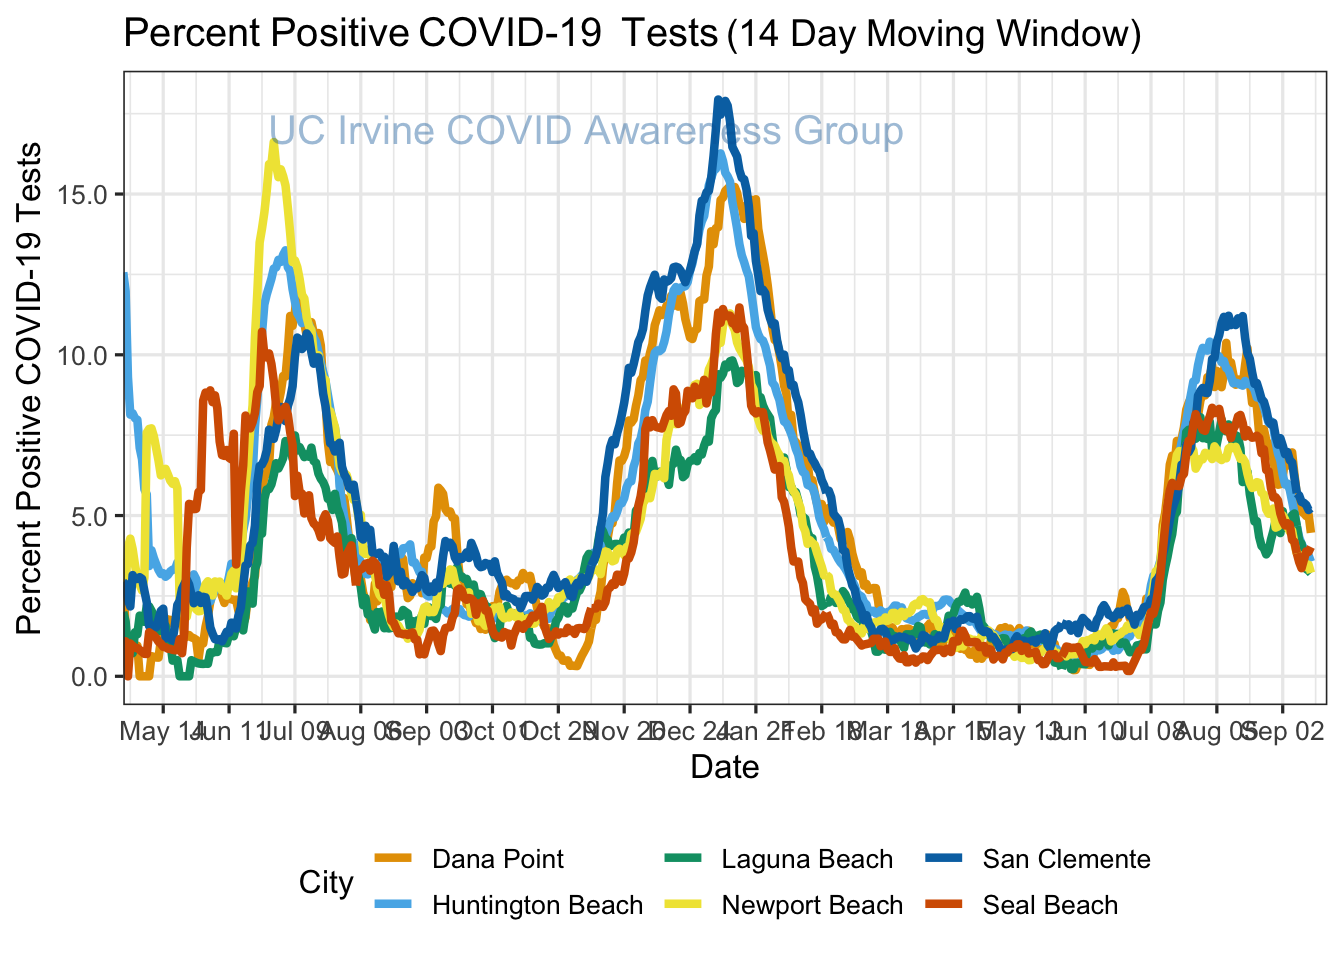 Percent Positive COVID-19 Tests (14 Day Moving Window)
UC Irvine COVID Awareness Group
Percent Positive COVID-19 Tests
15.0
10.0
5.0
0.0
May 14 Jun 11 Jul 09 Aug 06 Sep 03 Oct 01 Oct 29 Nov 26 Dec 24 Jan 21 Feb 18 Mar 18 Apr 15 May 13 Jun 10 Jul 08 Aug 05 Sep 02
Date
City
Dana Point Laguna Beach San Clemente
Huntington Beach Newport Beach Seal Beach